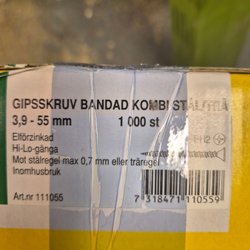 GIPSSKRUV BANDAD KOMBI STÅL/TRÄ
3,9 - 55 mm 1 000 st
Elförzinkad
Hi-Lo-gänga
Mot stålregel max 0,7 mm eller träregel
Inomhusbruk
Art.nr 111055
7 318471 110559